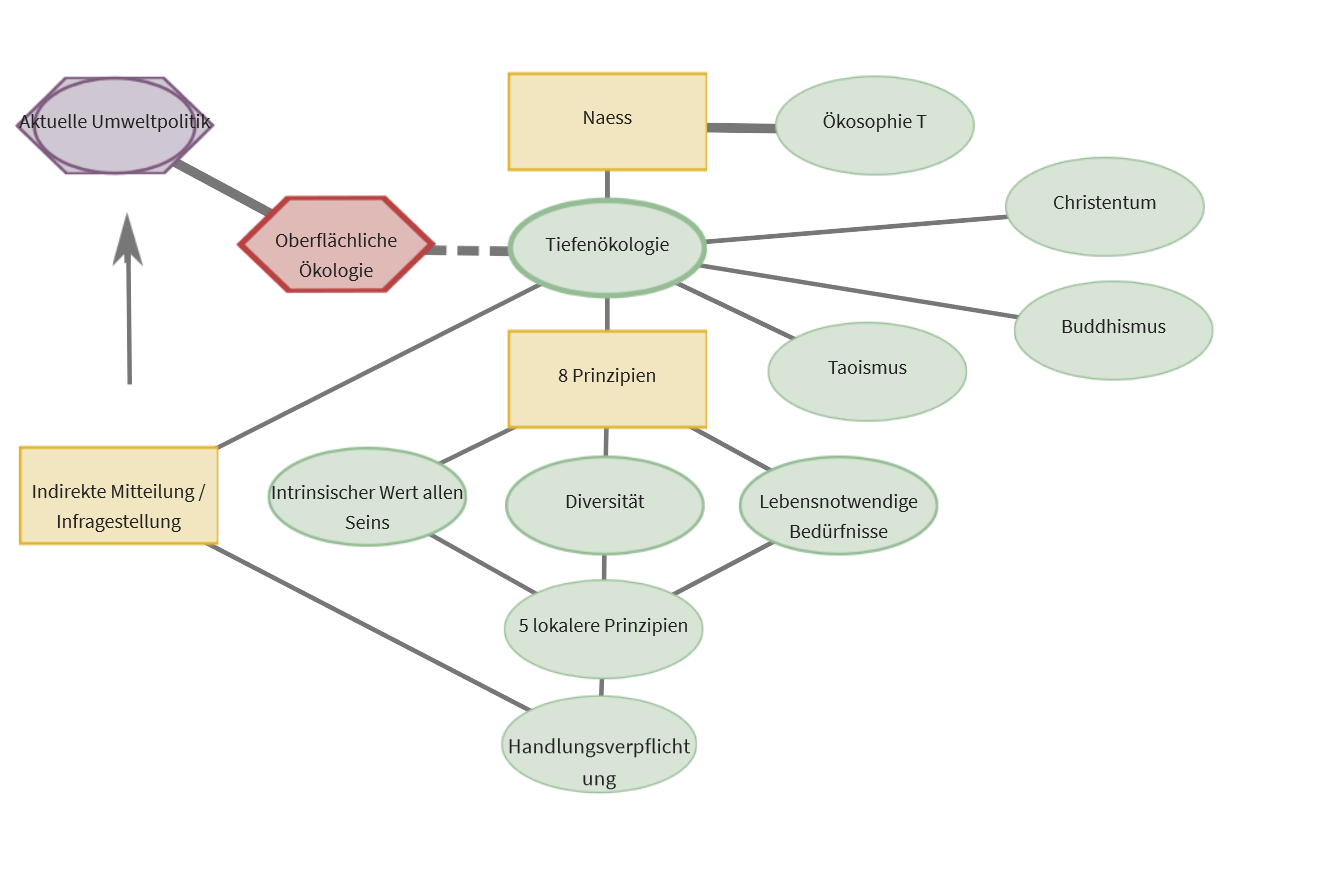 Aktuelle Umweltpolitik
Naess
Ökosophie T
Christentum
Oberflächliche
Ökologie
Tiefenökologie
Buddhismus
Taoismus
8 Prinzipien
Indirekte Mitteilung /
Infragestellung
Intrinsischer Wert allen
Seins
Diversität
Lebensnotwendige
Bedürfnisse
5 lokalere Prinzipien
Handlungsverpflicht
ung